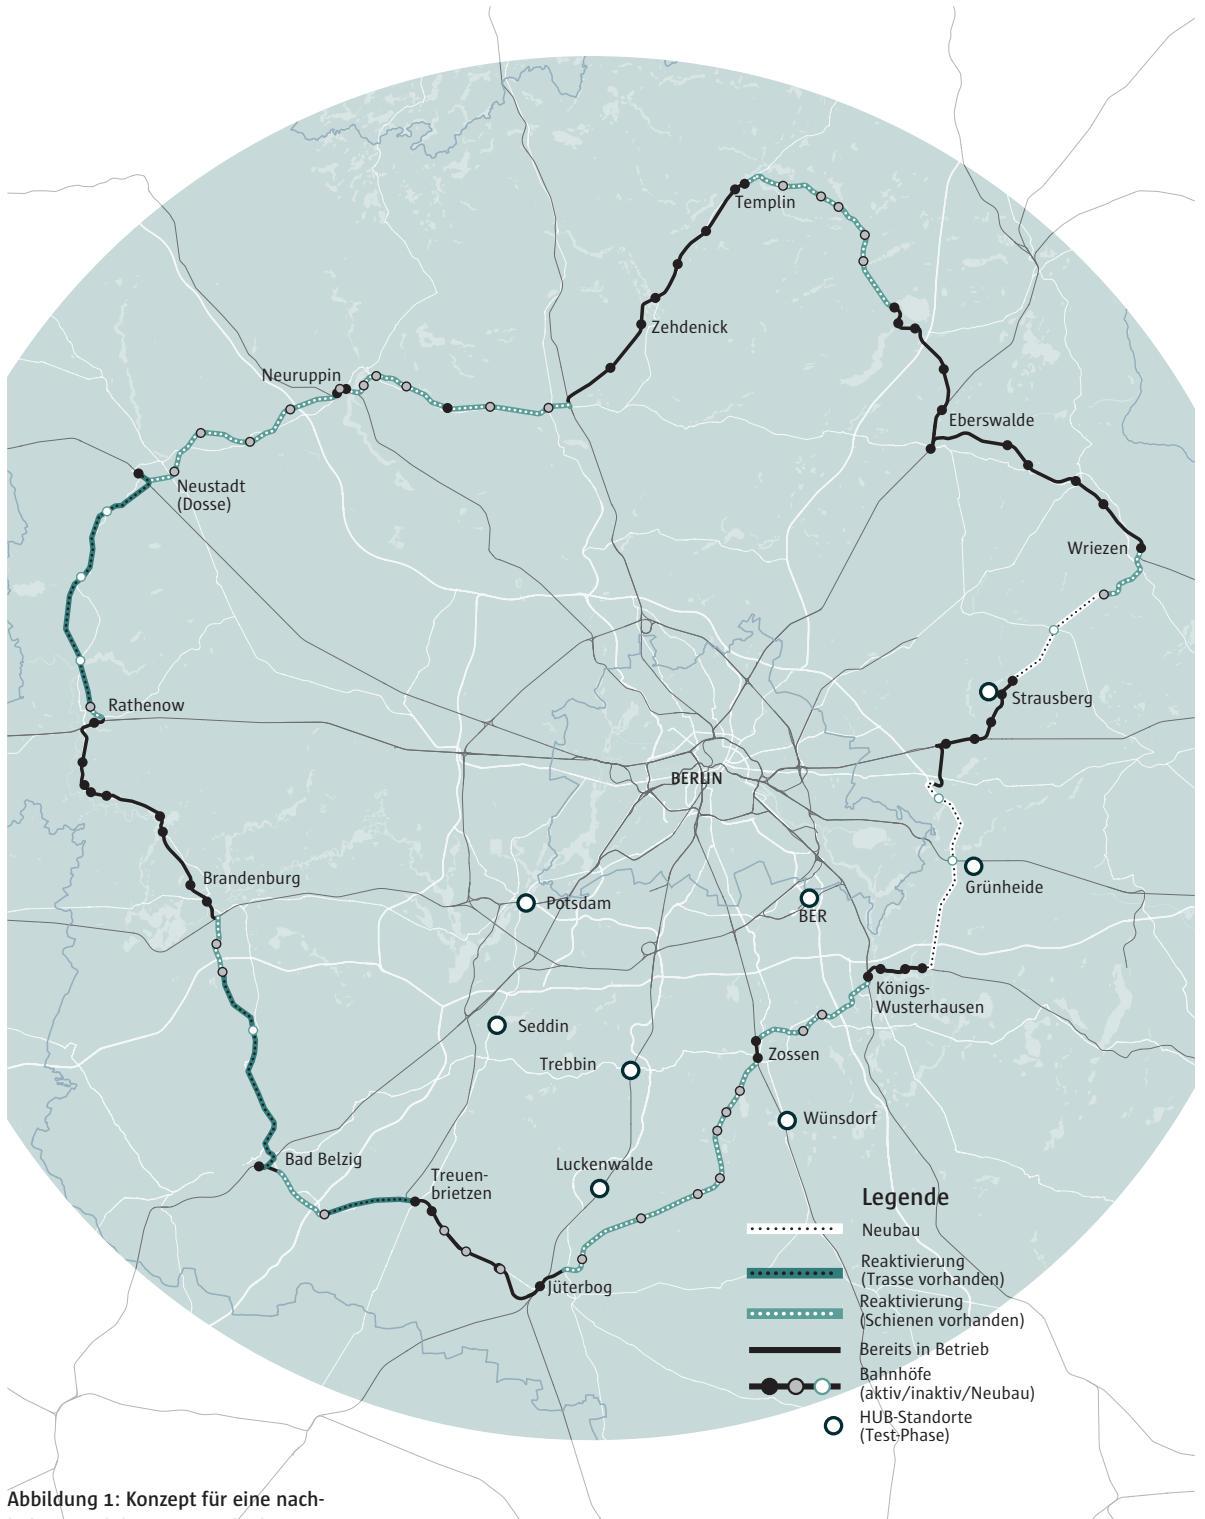 Templin
Zehdenick
Neuruppin
Eberswalde
Neustadt
(Dosse)
Wriezen
Rathenow
Strausberg
BERLIN
Brandenburg
Grünheide
Potsdam
BER
Königs-
Wusterhausen
Seddin
Zossen
Trebbin
Wünsdorf
Bad Belzig
Luckenwalde
Treuen-
brietzen
Jüterbog
Legende
Neubau
Reaktivierung
(Trasse vorhanden)
Reaktivierung
(Schienen vorhanden)
Bereits in Betrieb
Bahnhöfe
(aktiv/inaktiv/Neubau)
HUB-Standorte
(Test-Phase)
Abbildung 1: Konzept für eine nach-